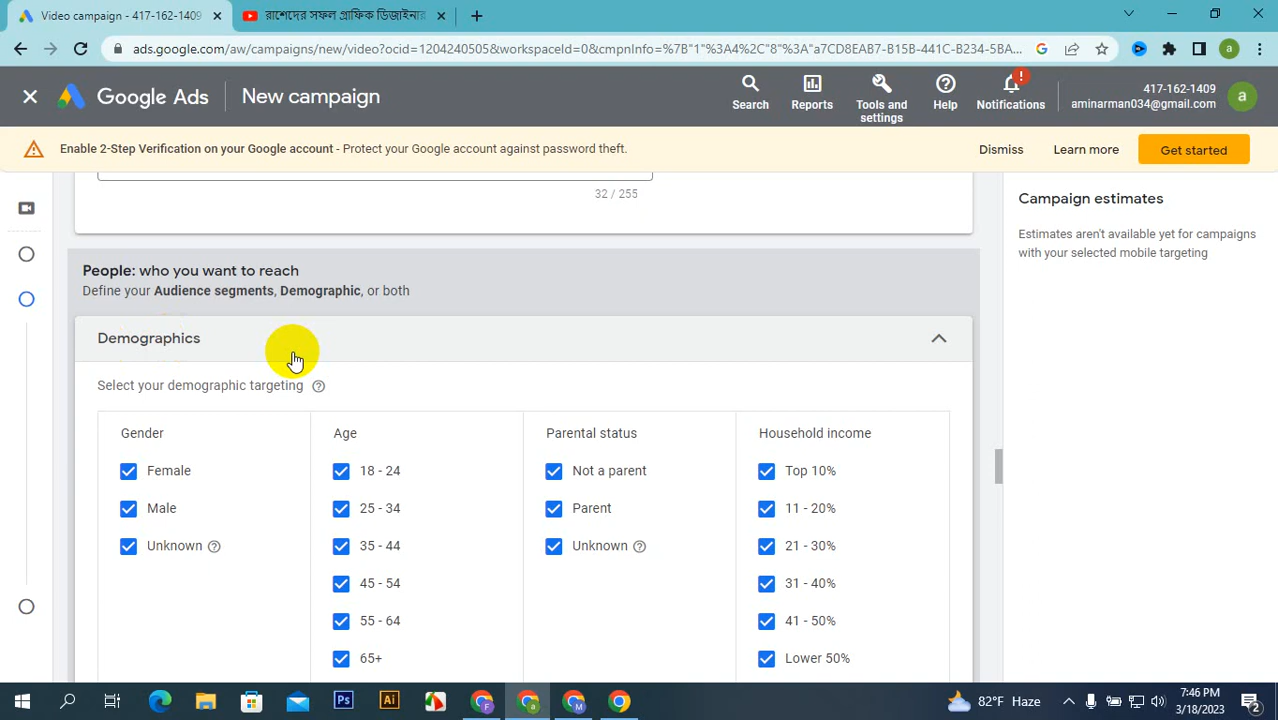 Video campaign - 417-162-1409
রাশেদের সফল গ্রাফিক ডিজাইনার
ads.google.com/aw/campaigns/new/video?ocid=1204240505&workspaceId=0&cmpnInfo=%7B"1"%3A4%2C"8"%3A"a7CD8EAB7-B15B-441C-B234-5BA...
Google Ads
New campaign
Search
Reports
Tools and settings
Help
Notifications
417-162-1409
aminarman034@gmail.com
a
Enable 2-Step Verification on your Google account - Protect your Google account against password theft.
Dismiss
Learn more
Get started
32 / 255
Campaign estimates
Estimates aren't available yet for campaigns
with your selected mobile targeting
People: who you want to reach
Define your Audience segments, Demographic, or both
Demographics
Select your demographic targeting
Gender
Female
Male
Unknown
Age
18 - 24
25 - 34
35 - 44
45 - 54
55 - 64
65+
Parental status
Not a parent
Parent
Unknown
Household income
Top 10%
11 - 20%
21 - 30%
31 - 40%
41 - 50%
Lower 50%
82°F Haze
7:46 PM
3/18/2023